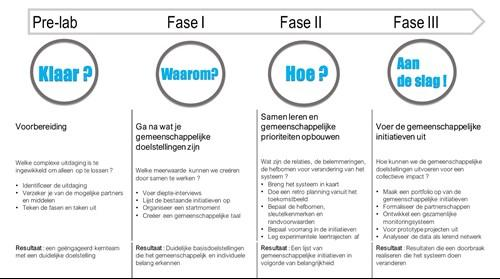 Pre-lab
Fase I
Fase II
Fase III
Klaar ?
Waarom?
Hoe ?
Aan
de slag !
Voorbereiding
Welke complexe uitdaging is te
ingewikkeld om alleen op te lossen ?
• Identificeer de uitdaging
• Verzeker je van de mogelijke partners
en middelen
• Teken de fasen en taken uit
Resultaat : een geëngageerd kernteam
met een duidelijke doelstelling
Ga na wat je
gemeenschappelijke
doelstellingen zijn
Welke meerwaarde kunnen we creëren
door samen te werken ?
• Voer diepte-interviews
• Lijst de bestaande initiatieven op
• Organiseer een startmoment
• Creëer een gemeenschappelijke taal
Resultaat : Duidelijke basisdoelstellingen
die het gemeenschappelijk en individuele
belang erkennen
Samen leren en
gemeenschappelijke
prioriteiten opbouwen
Wat zijn de relaties, de belemmeringen,
de hefbomen voor verandering van het
systeem ?
• Breng het systeem in kaart
• Doe een retro planning vanuit het
toekomstbeeld
• Bepaal de hefbomen,
sleutelkenmerken en
randvoorwaarden
• Bepaal voorrang in de initiatieven
• Leg experimentele leertrajecten af
Resultaat : Een lijst van
gemeenschappelijke initiatieven in
volgorde van belangrijkheid
Voer de gemeenschappelijke
initiatieven uit
Hoe kunnen we de gemeenschappelijke
doelstellingen uitvoeren voor een
collectieve impact ?
• Maak een portfolio op van de
gemeenschappelijke initiatieven
• Formaliseer de partnerschappen
• Ontwikkel een gezamenlijk
monitoringsysteem
• Voer prototype projecten uit
• Analyseer de data als lerend netwerk
Resultaat : Resultaten die een doorbraak
realiseren die het systeem doen
veranderen